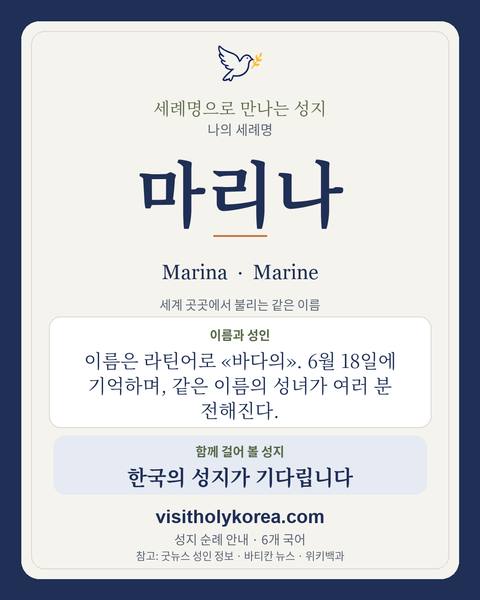 세례명으로 만나는 성지
나의 세례명
마리나
Marina · Marine
세계 곳곳에서 불리는 같은 이름
이름과 성인
이름은 라틴어로 «바다의». 6월 18일에
기억하며, 같은 이름의 성녀가 여러 분
전해진다.
함께 걸어 볼 성지
한국의 성지가 기다립니다
visitholykorea.com
성지 순례 안내 · 6개 국어
참고: 굿뉴스 성인 정보 · 바티칸 뉴스 · 위키백과